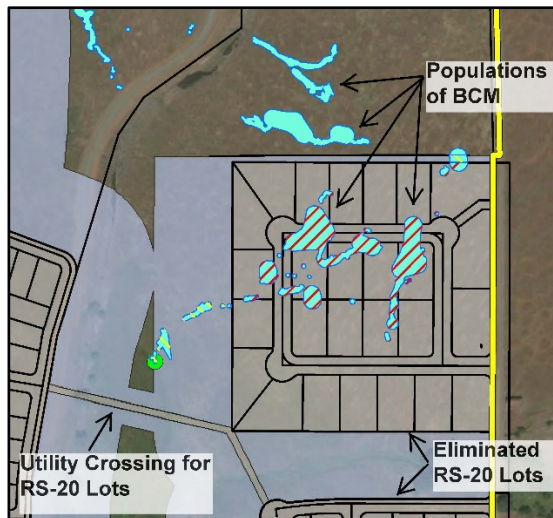 Populations
of BCM
Utility Crossing for
RS-20 Lots
Eliminated
RS-20 Lots